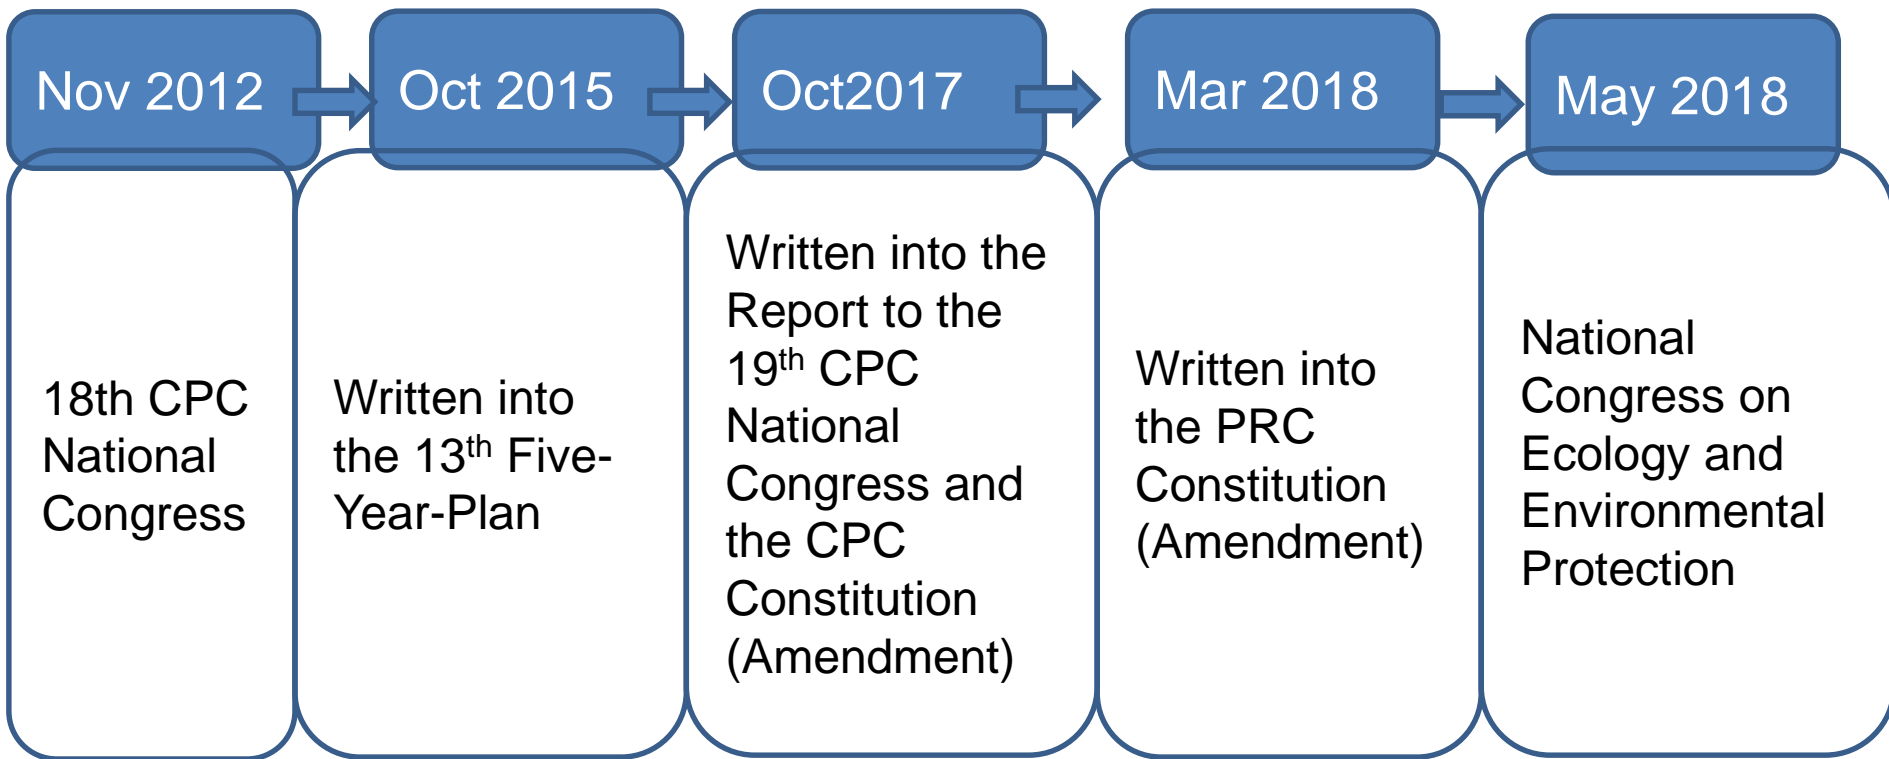 Nov 2012
Oct 2015
Oct2017
Mar 2018
May 2018
18th CPC
National
Congress
Written into
the 13th Five-
Year-Plan
Written into the
Report to the
19th CPC
National
Congress and
the CPC
Constitution
(Amendment)
Written into
the PRC
Constitution
(Amendment)
National
Congress on
Ecology and
Environmental
Protection